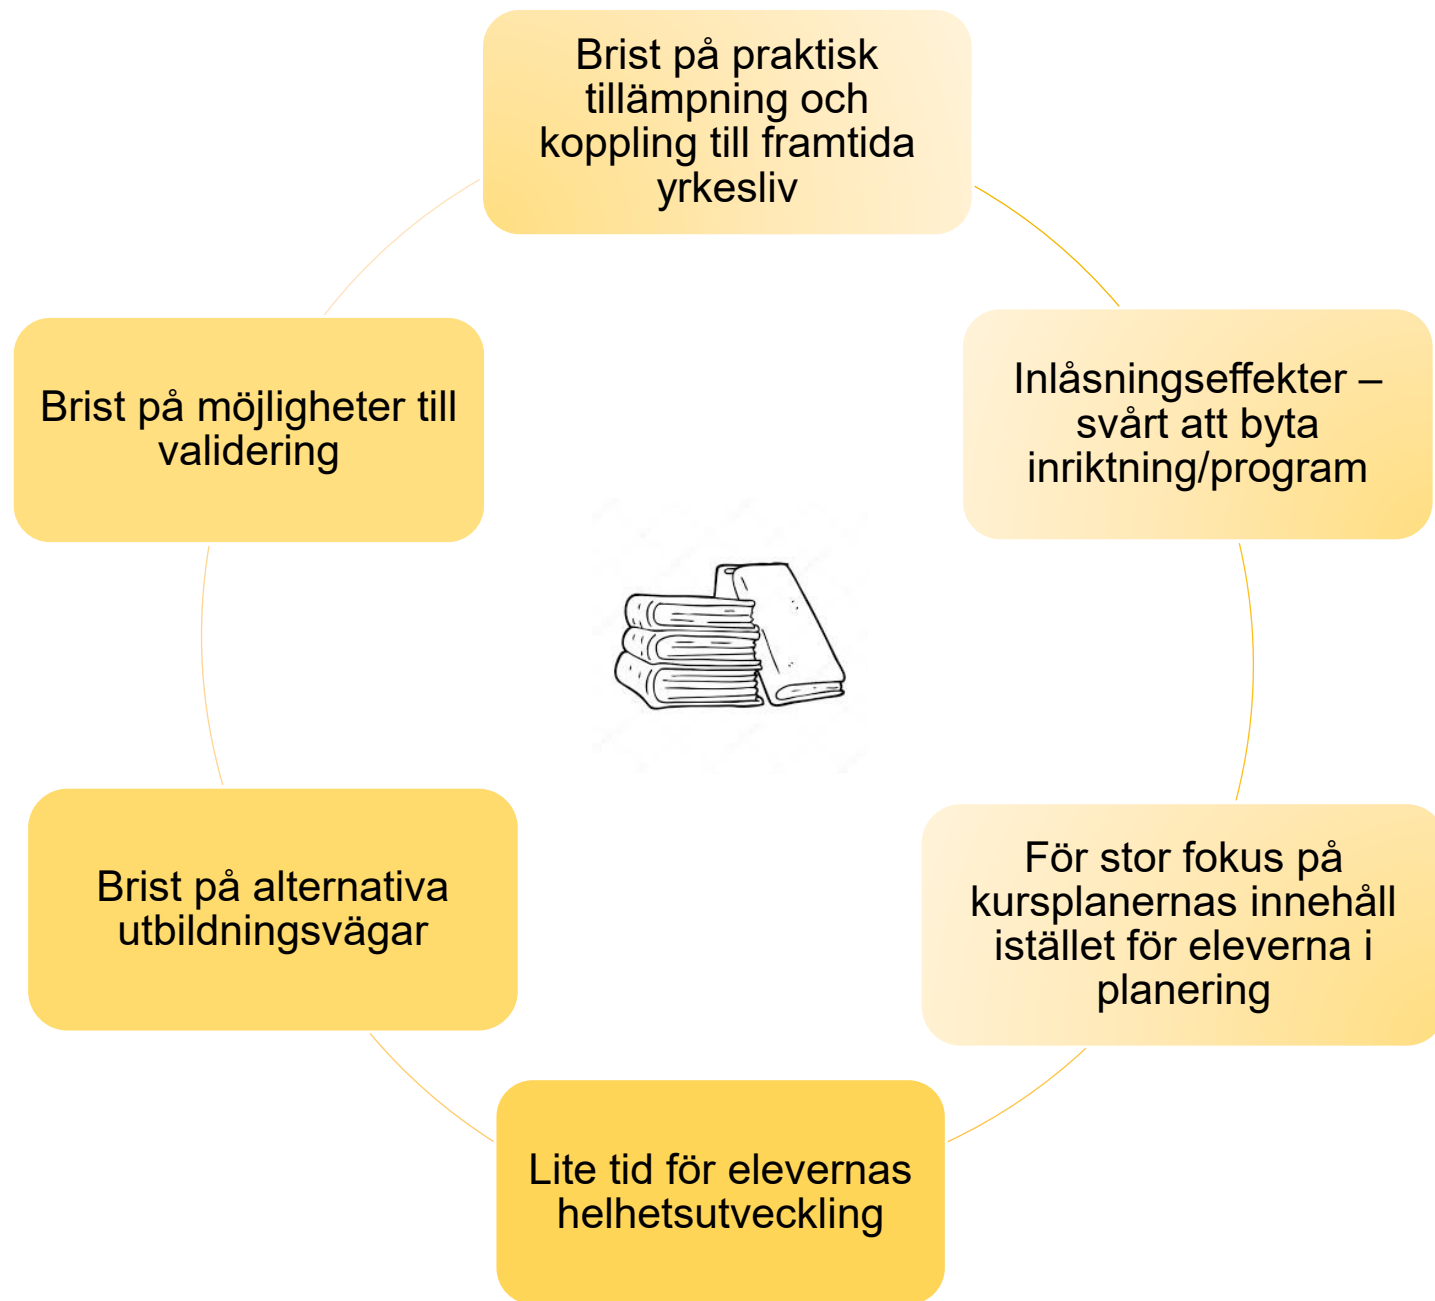 Brist på praktisk
tillämpning och
koppling till framtida
yrkesliv
Inlåsningseffekter –
svårt att byta
inriktning/program
För stor fokus på
kursplanernas innehåll
istället för eleverna i
planering
Lite tid för elevernas
helhetsutveckling
Brist på alternativa
utbildningsvägar
Brist på möjligheter till
validering